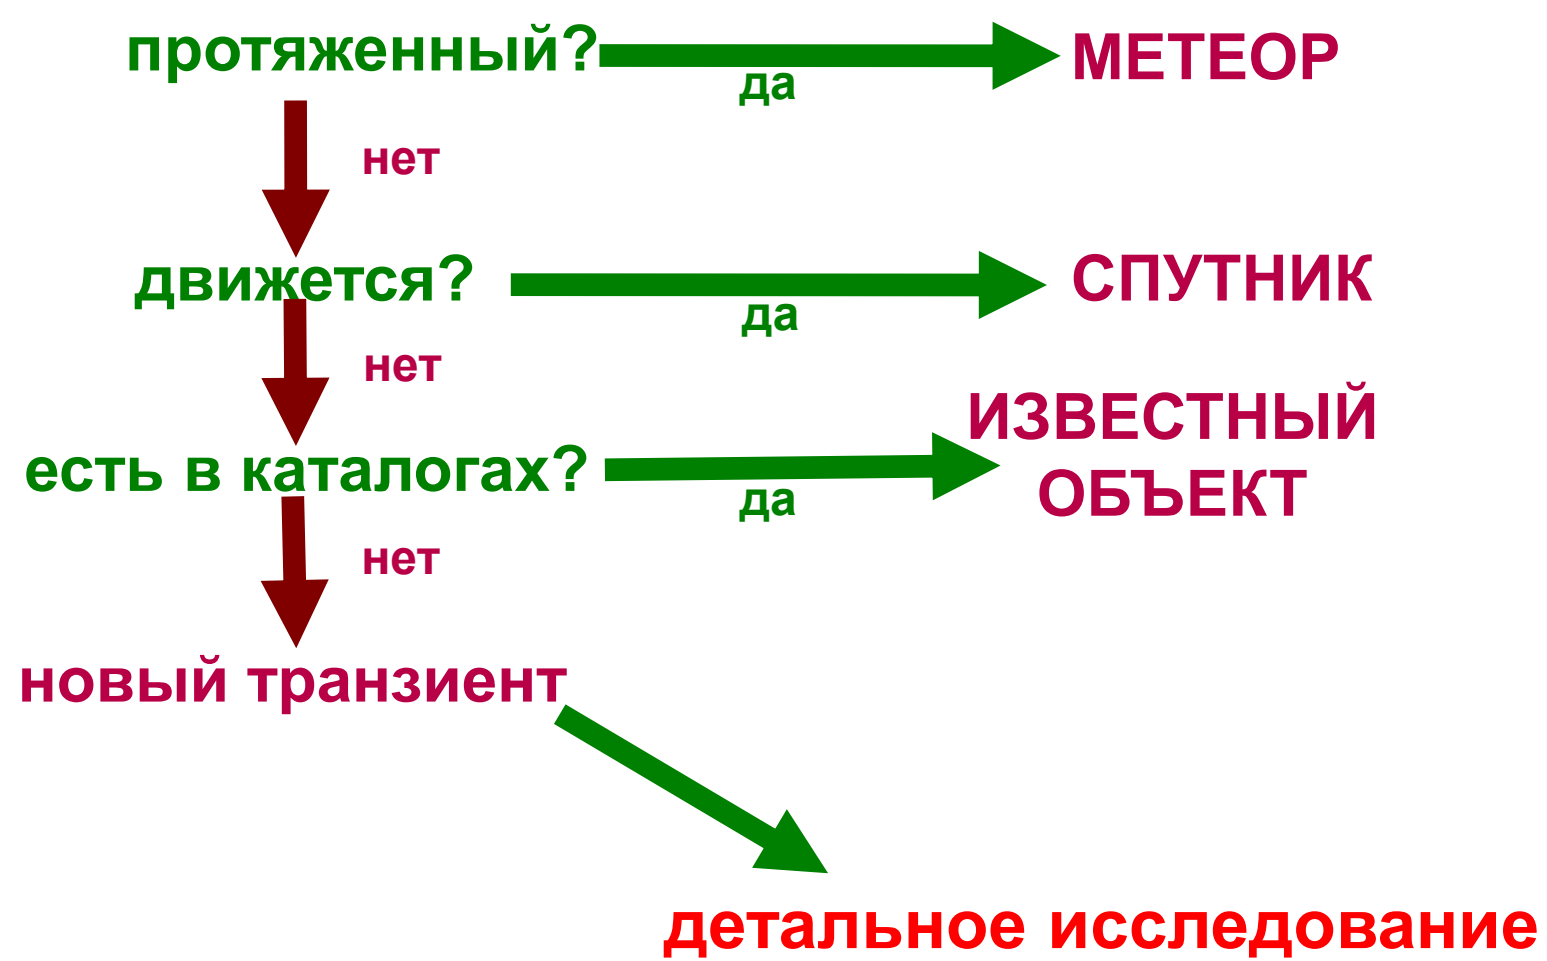 протяженный?
да
МЕТЕОР
нет
движется?
да
СПУТНИК
нет
есть в каталогах?
да
ИЗВЕСТНЫЙ
ОБЪЕКТ
нет
новый транзиент
детальное исследование